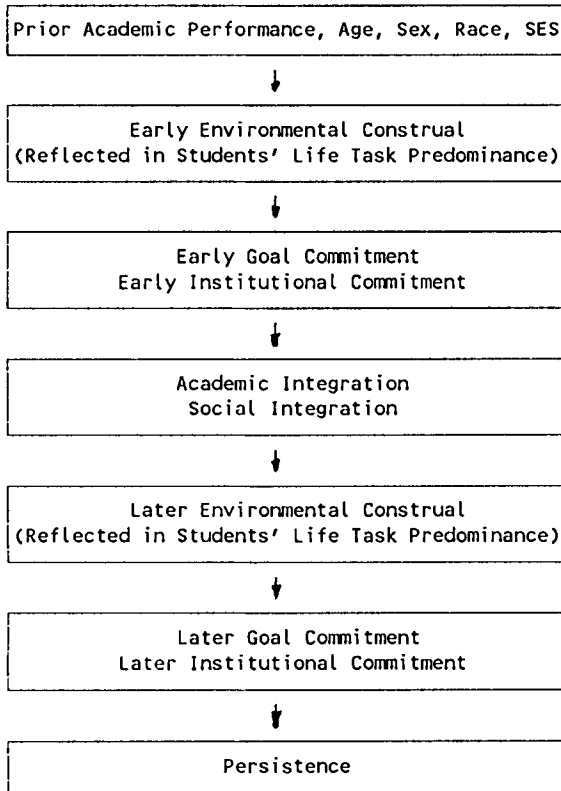 Prior Academic Performance, Age, Sex, Race, SES
Early Environmental Construal
(Reflected in Students' Life Task Predominance)
Early Goal Commitment
Early Institutional Commitment
Academic Integration
Social Integration
Later Environmental Construal
(Reflected in Students' Life Task Predominance)
Later Goal Commitment
Later Institutional Commitment
Persistence